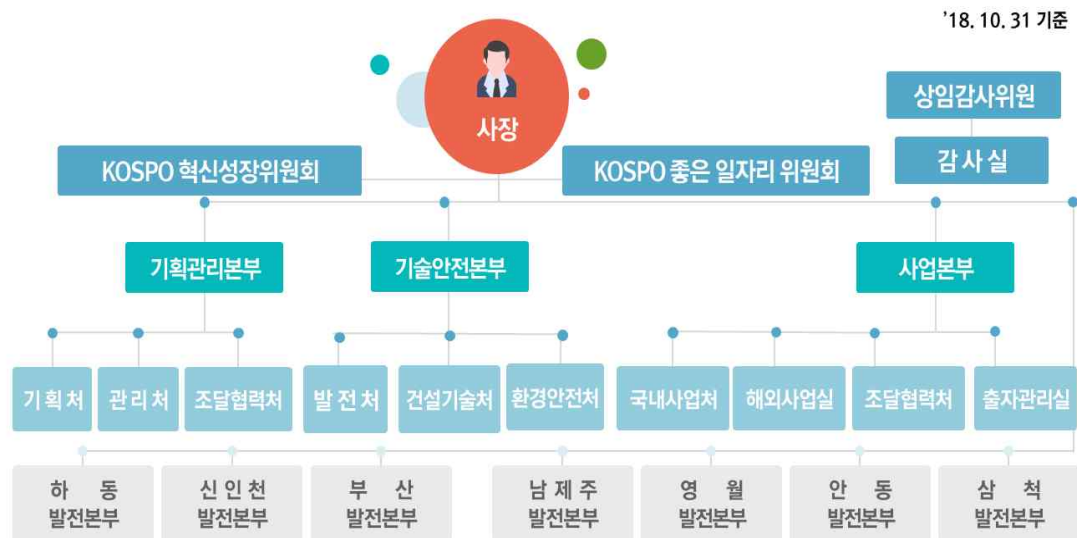 '18. 10. 31 기준
사장
상임감사위원
감 사 실
KOSPO 혁신성장위원회
KOSPO 좋은 일자리 위원회
기획관리본부
기술안전본부
사업본부
기 획 처
관 리 처
조달협력처
발 전 처
건설기술처
환경안전처
국내사업처
해외사업실
조달협력처
출자관리실
하 동
발전본부
신 인 천
발전본부
부 산
발전본부
남 제 주
발전본부
영 월
발전본부
안 동
발전본부
삼 척
발전본부